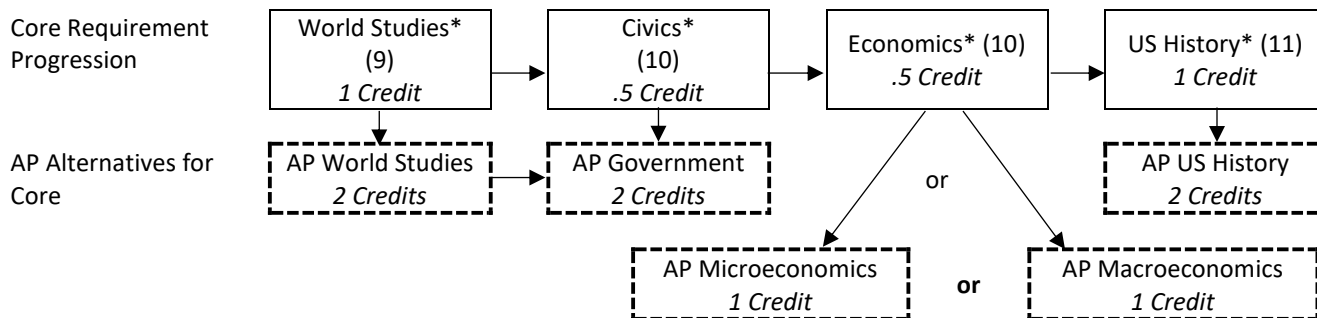 Core Requirement
Progression
World Studies*
(9)
1 Credit
Civics*
(10)
.5 Credit
Economics* (10)
.5 Credit
US History* (11)
1 Credit
AP Alternatives for
Core
AP World Studies
2 Credits
AP Government
2 Credits
or
AP US History
2 Credits
AP Microeconomics
1 Credit
or
AP Macroeconomics
1 Credit